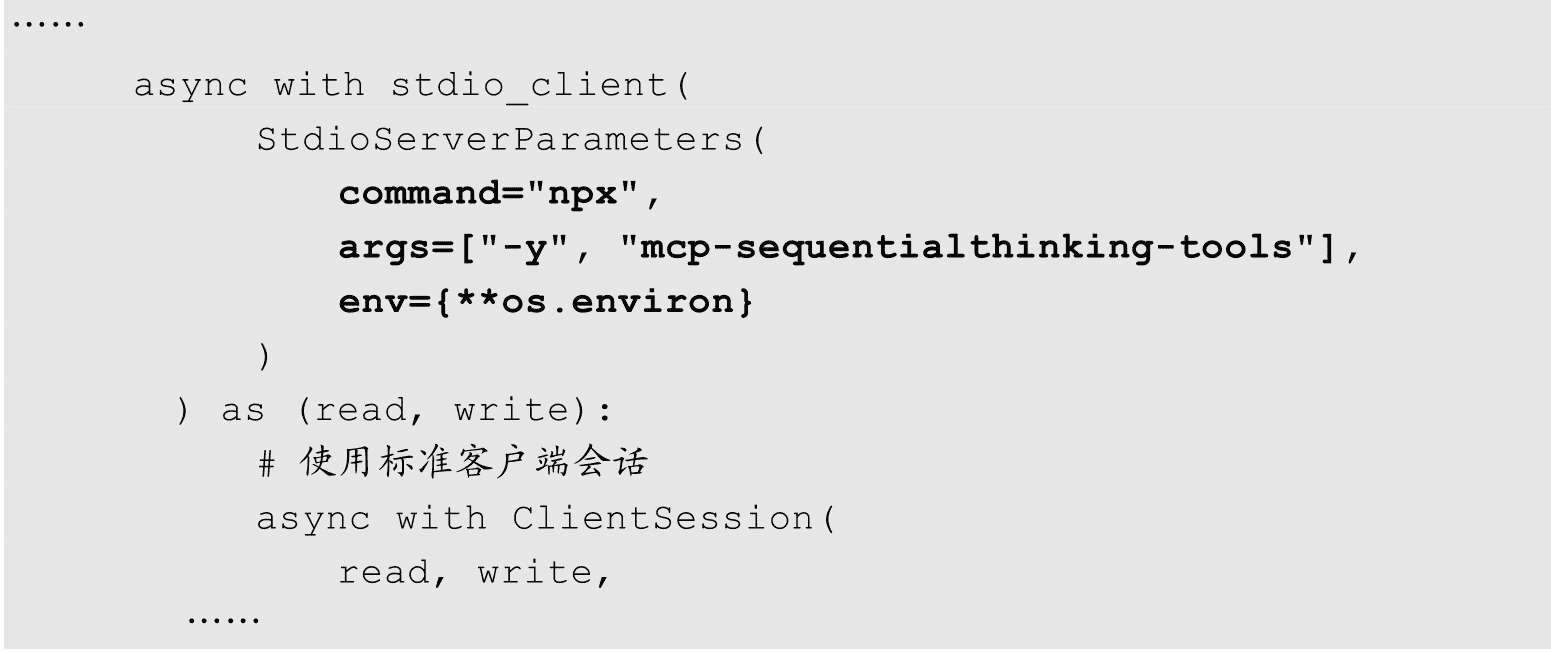 ……
async with stdio_client(
StdioServerParameters(
command="npx",
args=["-y", "mcp-sequentialthinking-tools"],
env={**os.environ}
)
) as (read, write):
# 使用标准客户端会话
async with ClientSession(
read, write,
……